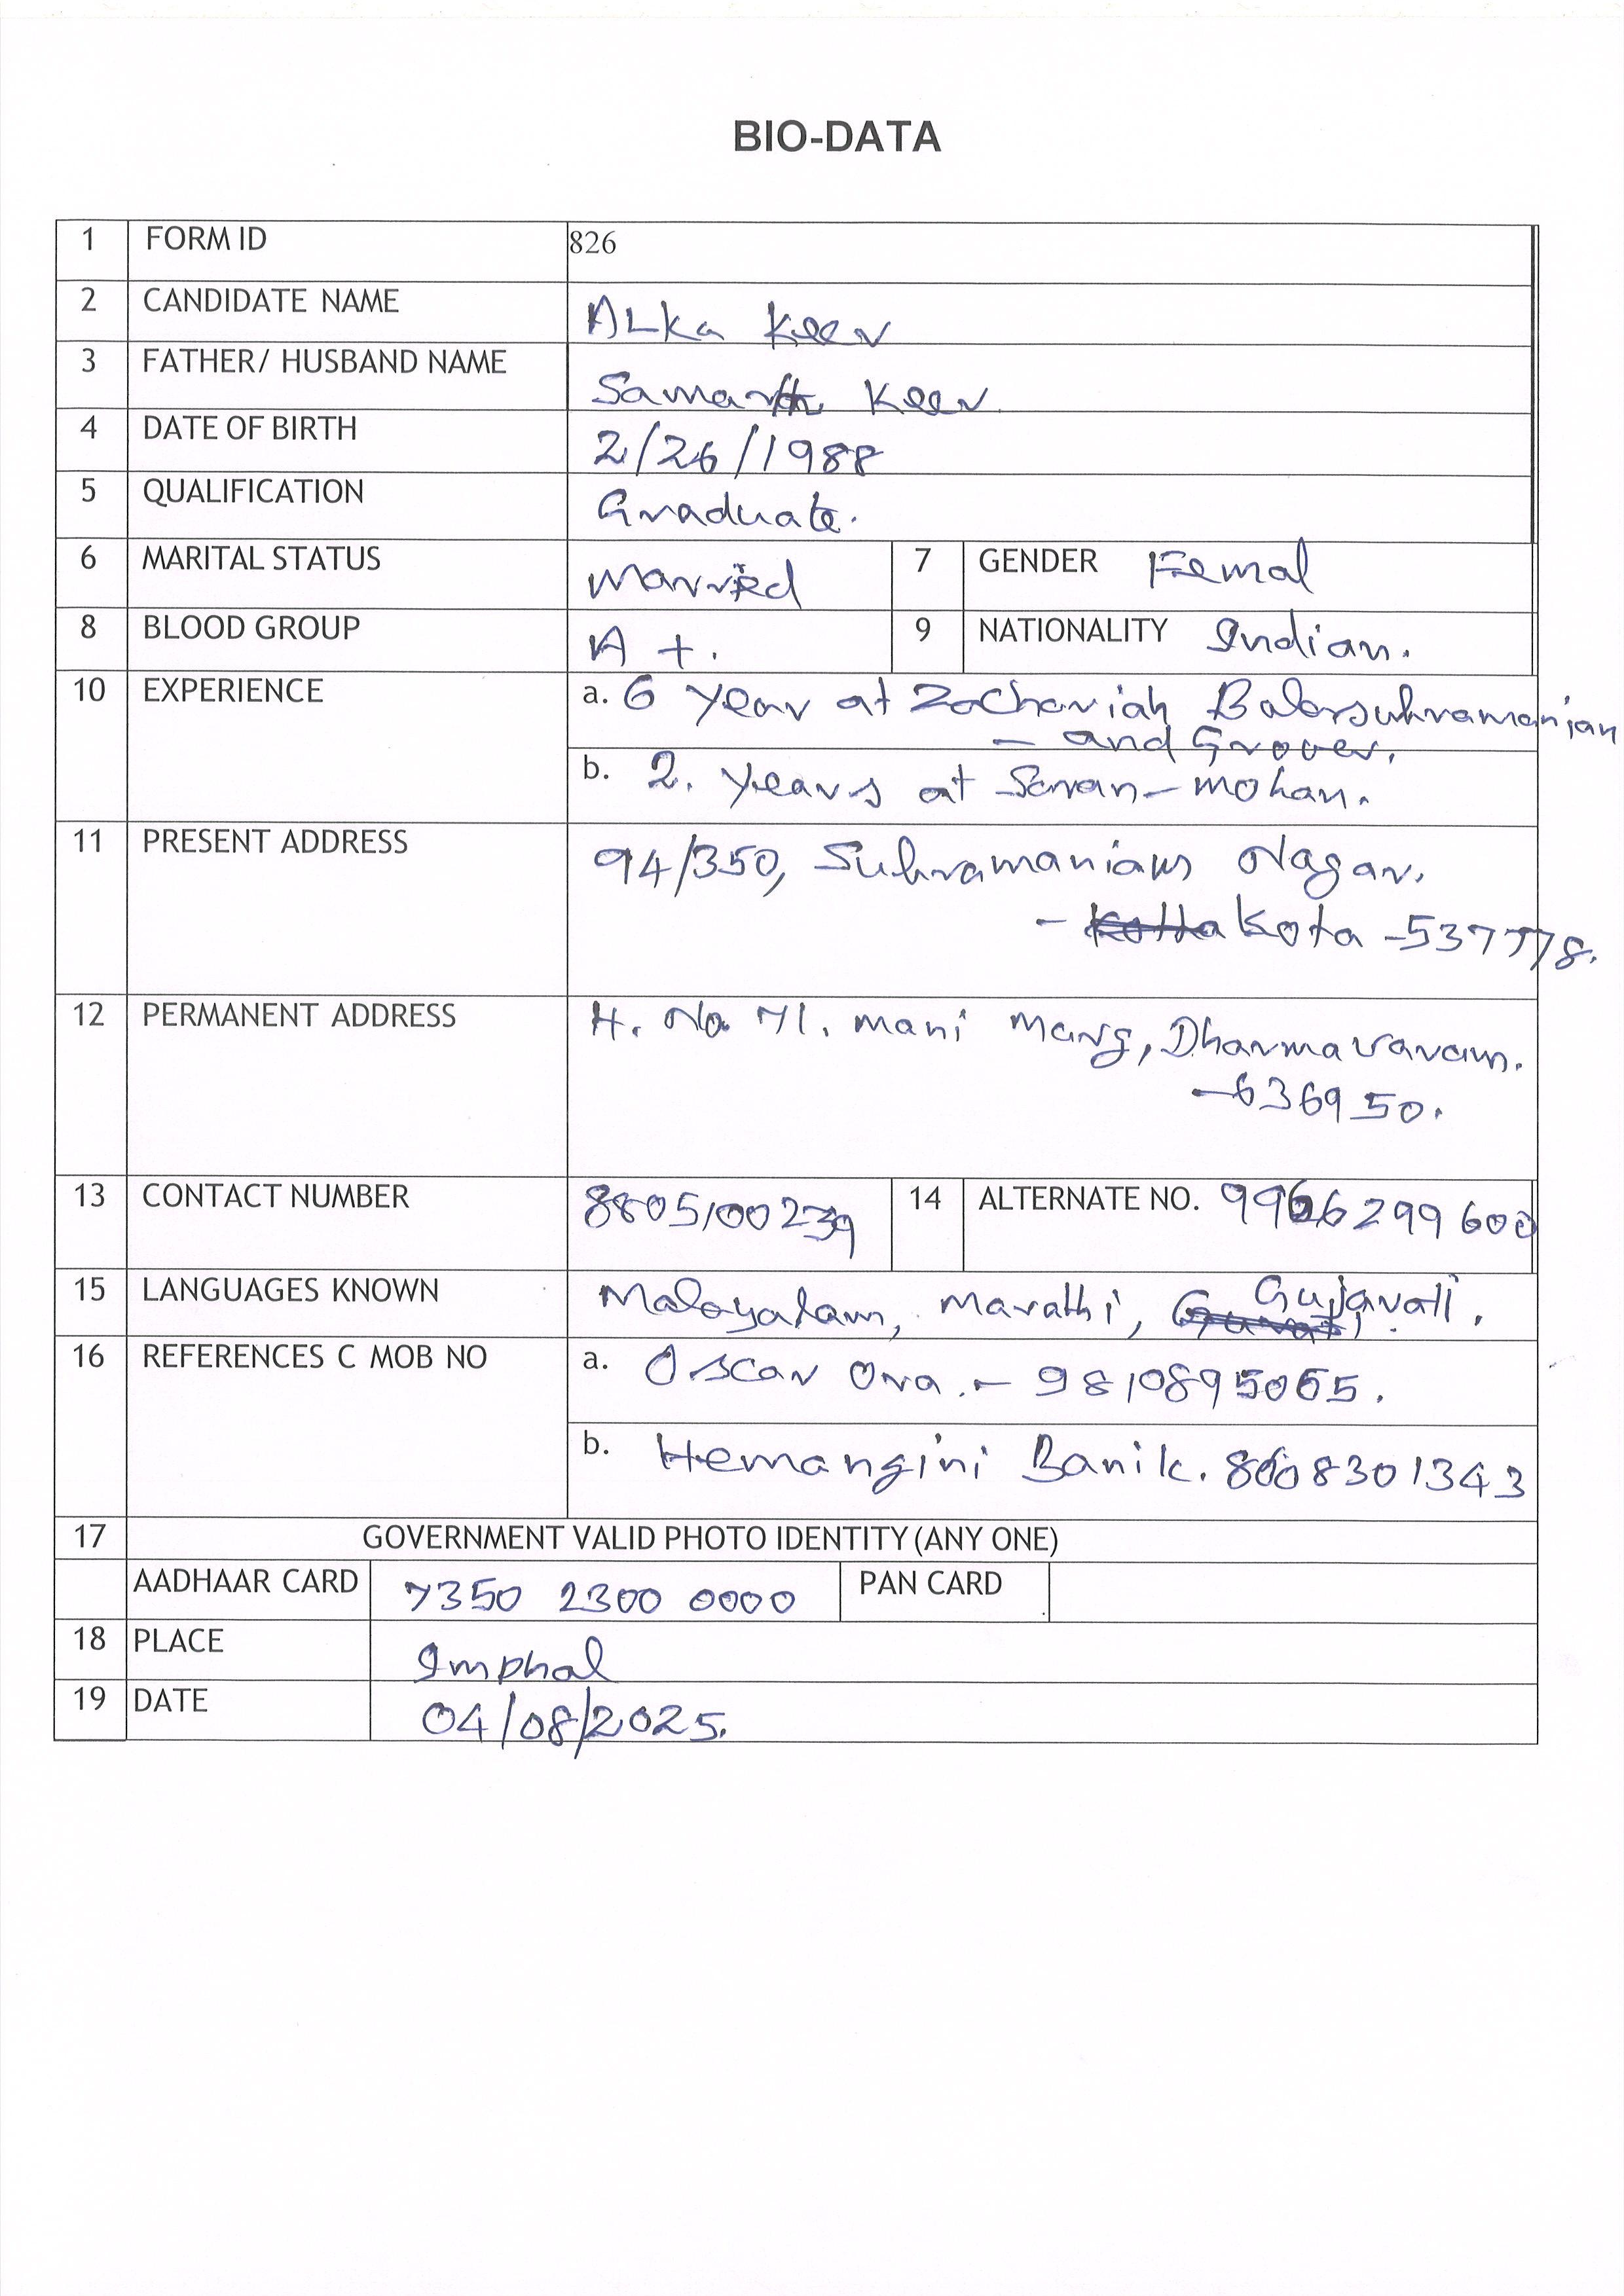 BIO-DATA
1 FORM ID 826
2 CANDIDATE NAME Alka Keer
3 FATHER/ HUSBAND NAME Samarth Keer
4 DATE OF BIRTH 2/26/1988
5 QUALIFICATION Graduate.
6 MARITAL STATUS Married 7 GENDER Femal
8 BLOOD GROUP A +. 9 NATIONALITY Indian.
10 EXPERIENCE a. 6 Year at Zachariah Balasubramanian
- and Grover.
b. 2. Years at Saran-Mohan.
11 PRESENT ADDRESS 94/350, Subramaniam Nagar.
- Kota -537778.
12 PERMANENT ADDRESS H. No 71. Mani Marg, Dharmavaram.
-636950.
13 CONTACT NUMBER 8805100239 14 ALTERNATE NO. 9966299600
15 LANGUAGES KNOWN Malayalam, Marathi, Gujarati.
16 REFERENCES C MOB NO a. Oscar Ora. - 9810895065.
b. Hemangini Banik. 8608301343
17 GOVERNMENT VALID PHOTO IDENTITY (ANY ONE)
AADHAAR CARD 7350 2300 0000 PAN CARD
18 PLACE Imphal
19 DATE 04/08/2025.